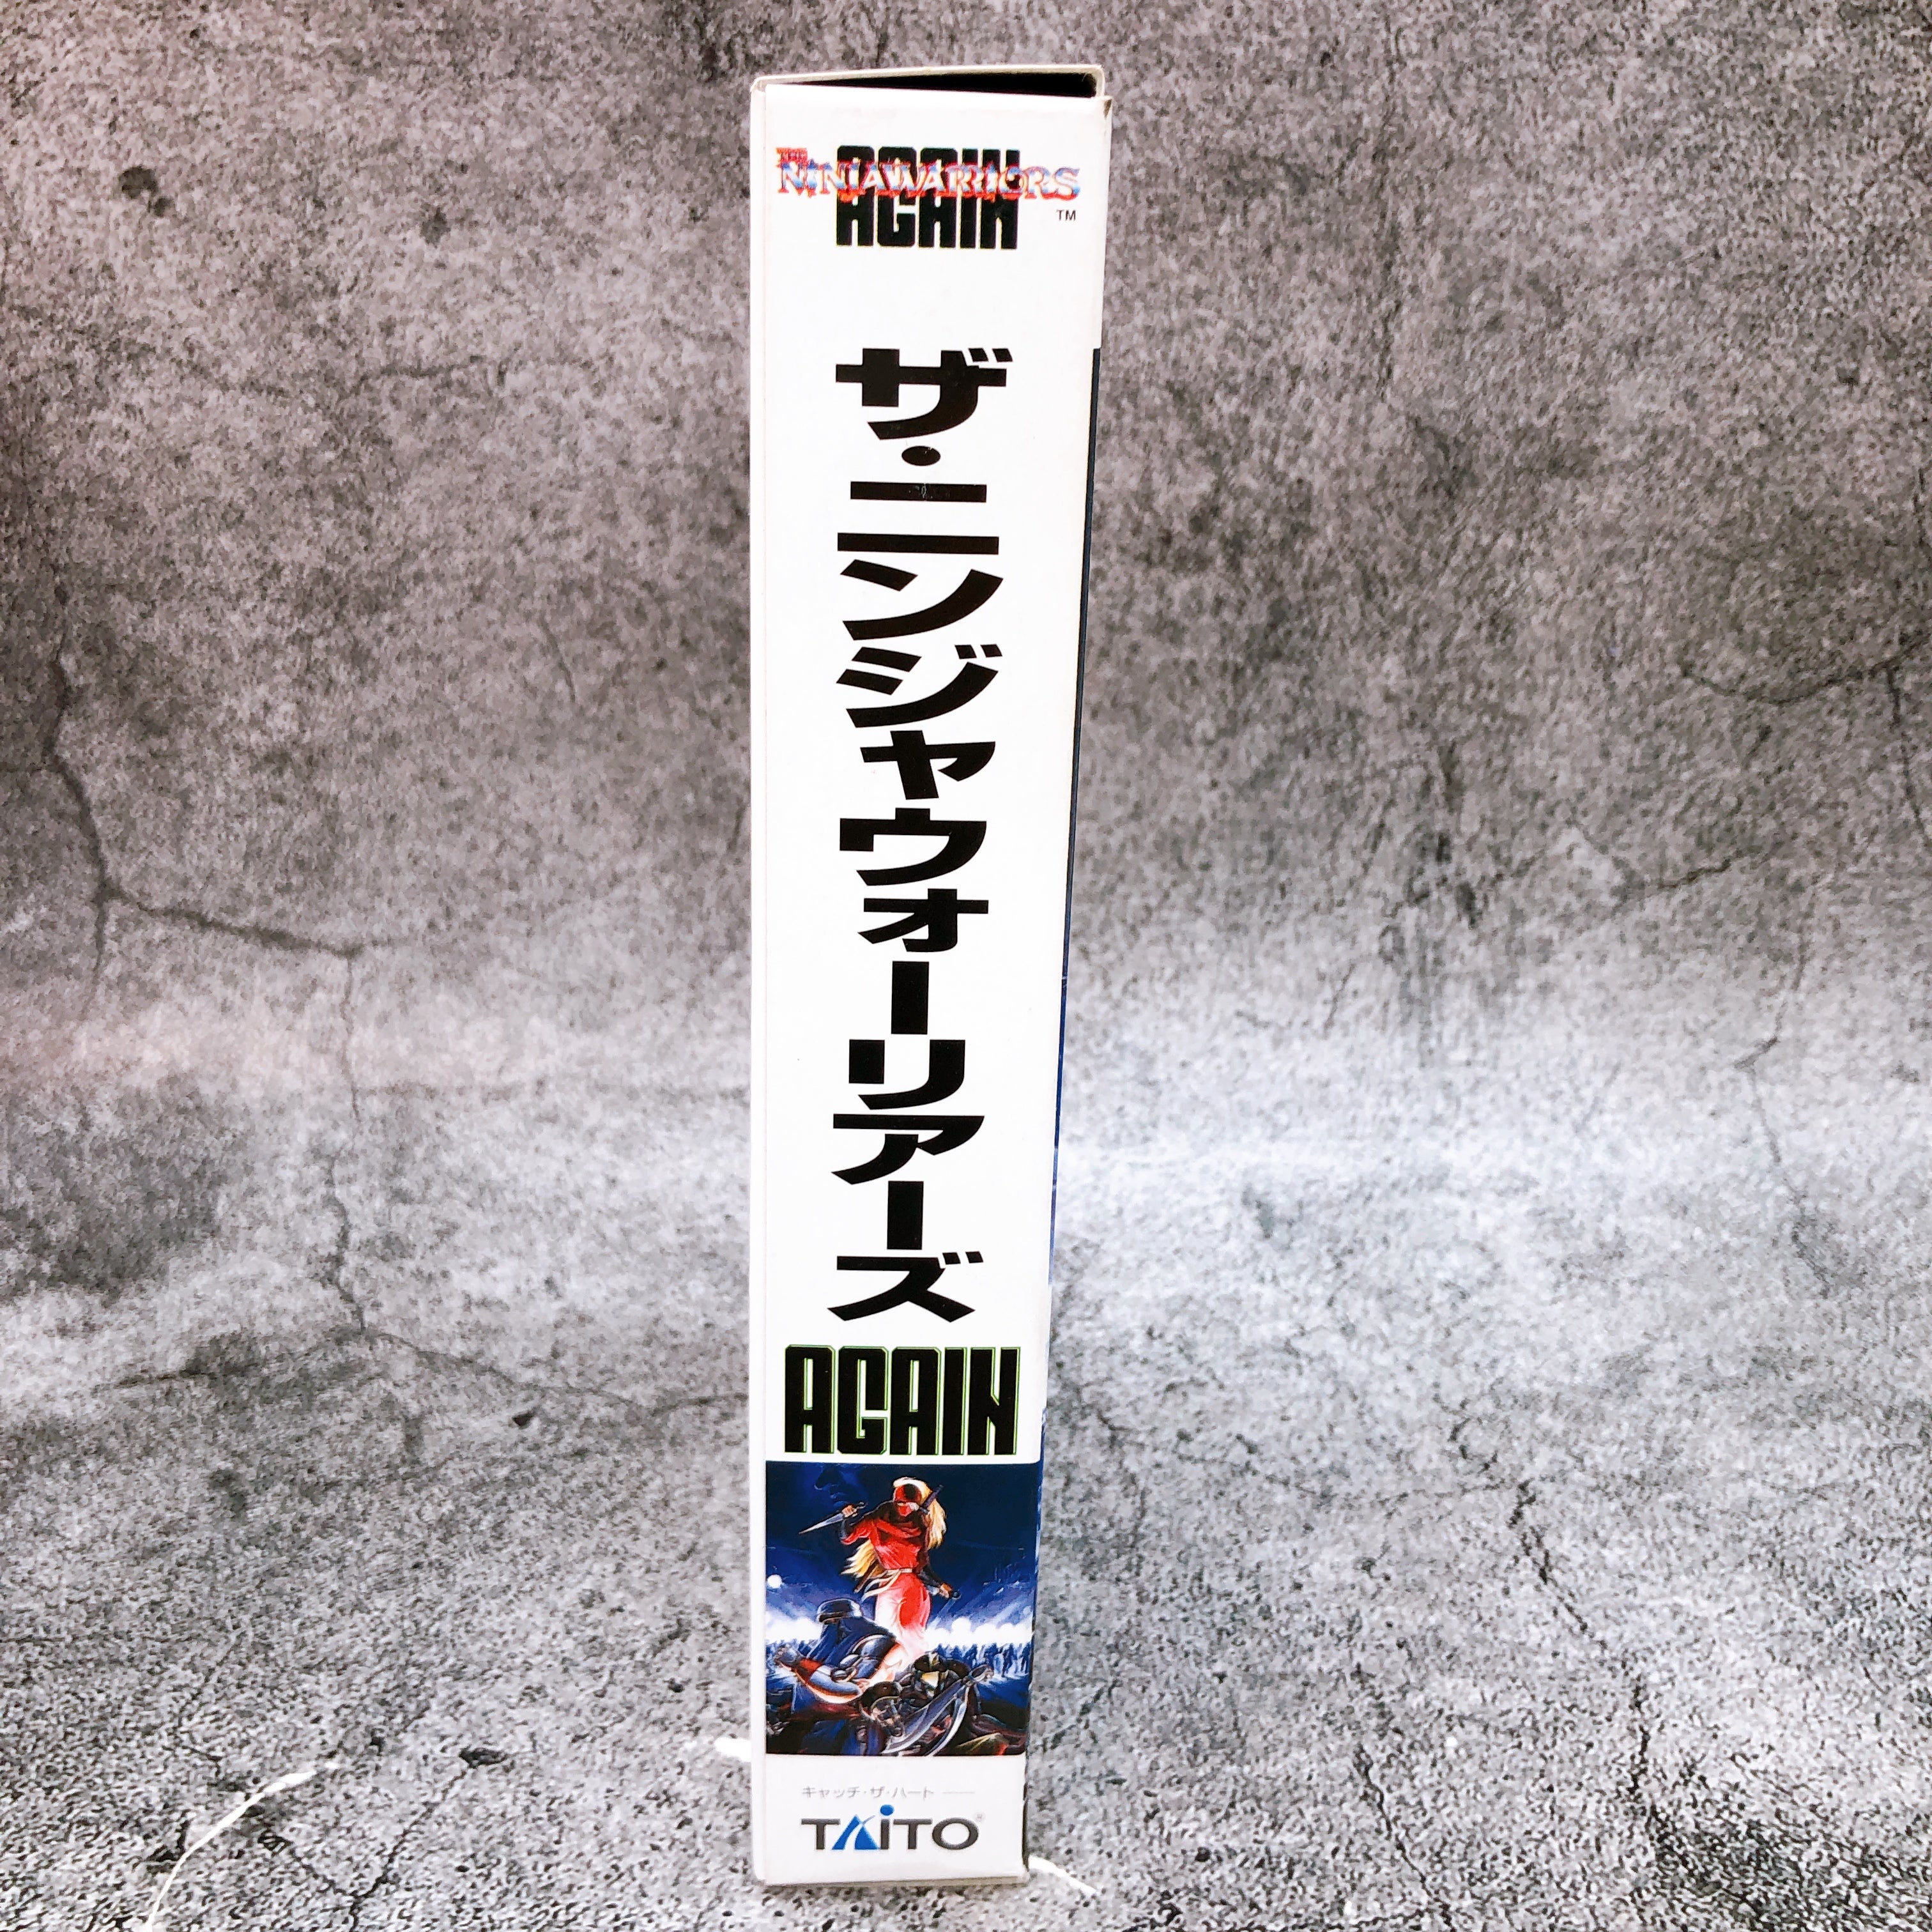 THE NINJAWARRIORS
AGAIN
TM
ザ・ニンジャウォーリアーズ
AGAIN
キャッチ・ザ・ハート ──
TAITO®